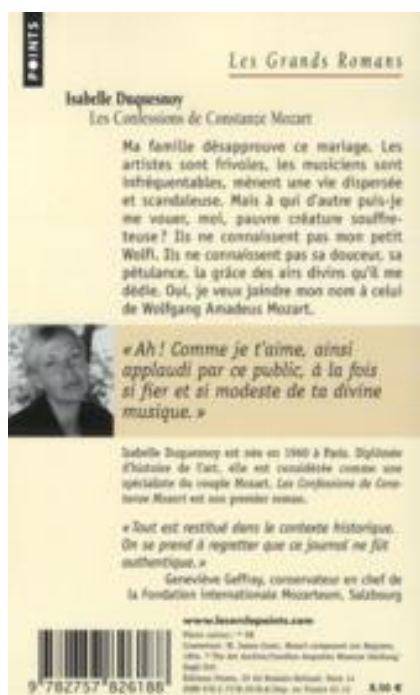 POINTS
Les Grands Romans
Isabelle Duquesnoy
Les Confessions de Constanze Mozart
Ma famille désapprouve ce mariage. Les
artistes sont frivoles, les musiciens sont
infréquentables, mènent une vie dispersée
et scandaleuse. Mais à qui d'autre puis-je
me vouer, moi, pauvre créature souffre-
teuse ? Ils ne connaissent pas mon petit
Wolfi. Ils ne connaissent pas sa douceur, sa
pétulance, la grâce des airs divins qu'il me
dédie. Oui, je veux joindre mon nom à celui
de Wolfgang Amadeus Mozart.
« Ah ! Comme je t'aime, ainsi
applaudi par ce public, à la fois
si fier et si modeste de ta divine
musique. »
Isabelle Duquesnoy est née en 1960 à Paris. Diplômée
d'histoire de l'art, elle est considérée comme une
spécialiste du couple Mozart. Les Confessions de Cons-
tanze Mozart est son premier roman.
« Tout est restitué dans le contexte historique.
On se prend à regretter que ce journal ne fût
authentique. »
Geneviève Geffray, conservateur en chef de
la Fondation Internationale Mozarteum, Salzbourg
www.lecerclepoints.com
9 782757 826188
8,50 €